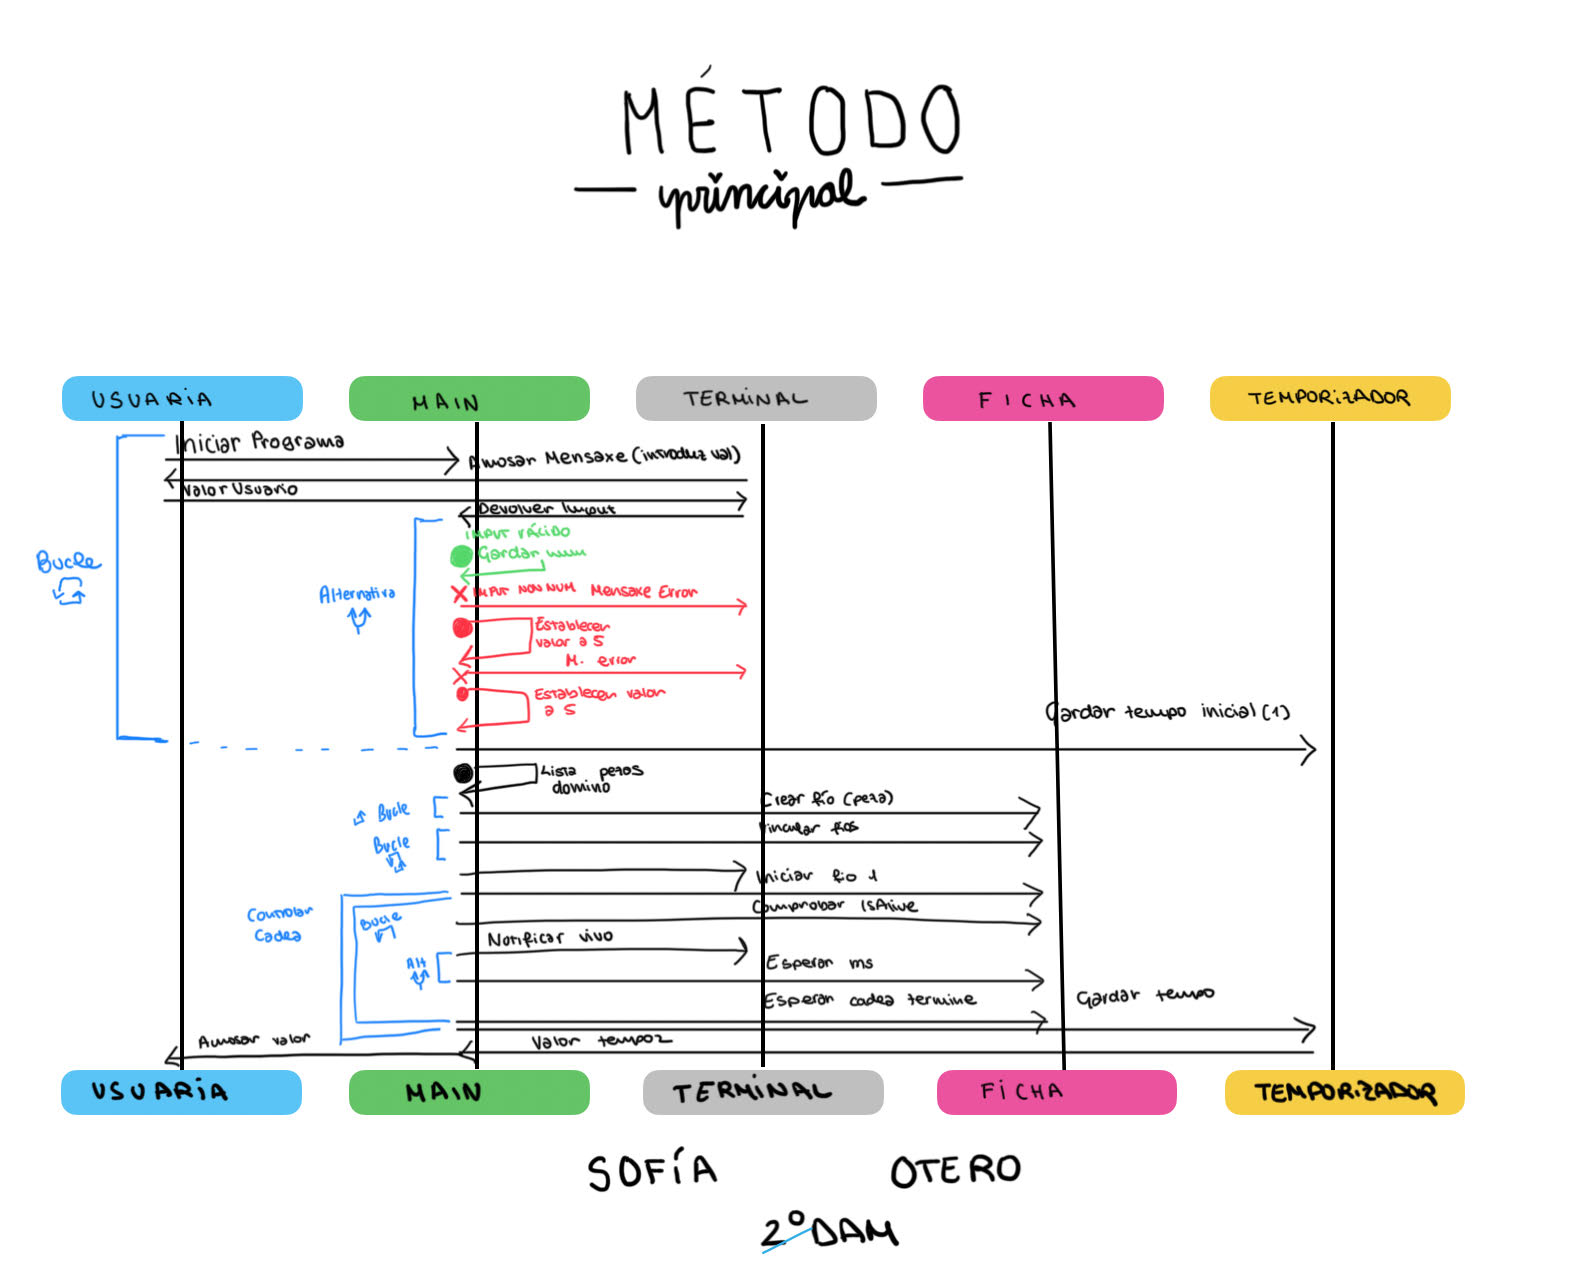 MÉTODO
principal
USUARIA
MAIN
TERMINAL
FICHA
TEMPORIZADOR
Iniciar Programa
Amosar Mensaxe (introduz val)
Valor Usuario
Devolver Input
INPUT VÁLIDO
Gardar num
Bucle
Alternativa
INPUT NON NUM Mensaxe Error
Establecer
valor a 5
M. error
Establecer valor
a 5
Gardar tempo inicial (1)
Lista pezas
domino
Bucle
Crear fío (peza)
Bucle
Vincular fíos
Iniciar fío 1
Controlar
Cadea
Bucle
Comprobar IsAlive
Notificar vivo
Alt
Esperar ms
Esperar cadea termine
Gardar tempo
Amosar valor
Valor tempo2
USUARIA
MAIN
TERMINAL
FICHA
TEMPORIZADOR
SOFÍA OTERO
2º DAM